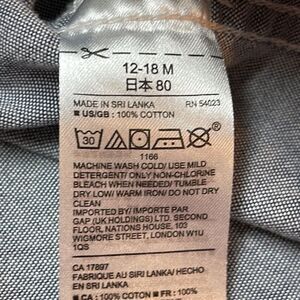 12-18 M
日本 80
MADE IN SRI LANKA RN 54023
■ US/GB : 100% COTTON
30
1166
MACHINE WASH COLD/ USE MILD
DETERGENT/ ONLY NON-CHLORINE
BLEACH WHEN NEEDED/ TUMBLE
DRY LOW/ WARM IRON/ DO NOT DRY
CLEAN
IMPORTED BY/ IMPORTE PAR
GAP (UK HOLDINGS) LTD. SECOND
FLOOR, NATIONS HOUSE, 103
WIGMORE STREET, LONDON W1U
1QS
CA 17897
FABRIQUE AU SRI LANKA/ HECHO
EN SRI LANKA
■ CA : 100% COTTON ■ FR : 100%